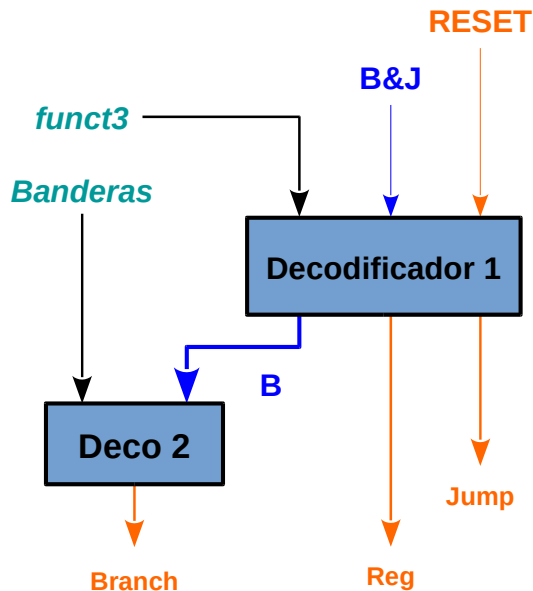 RESET
B&J
funct3
Banderas
Decodificador 1
B
Deco 2
Jump
Reg
Branch